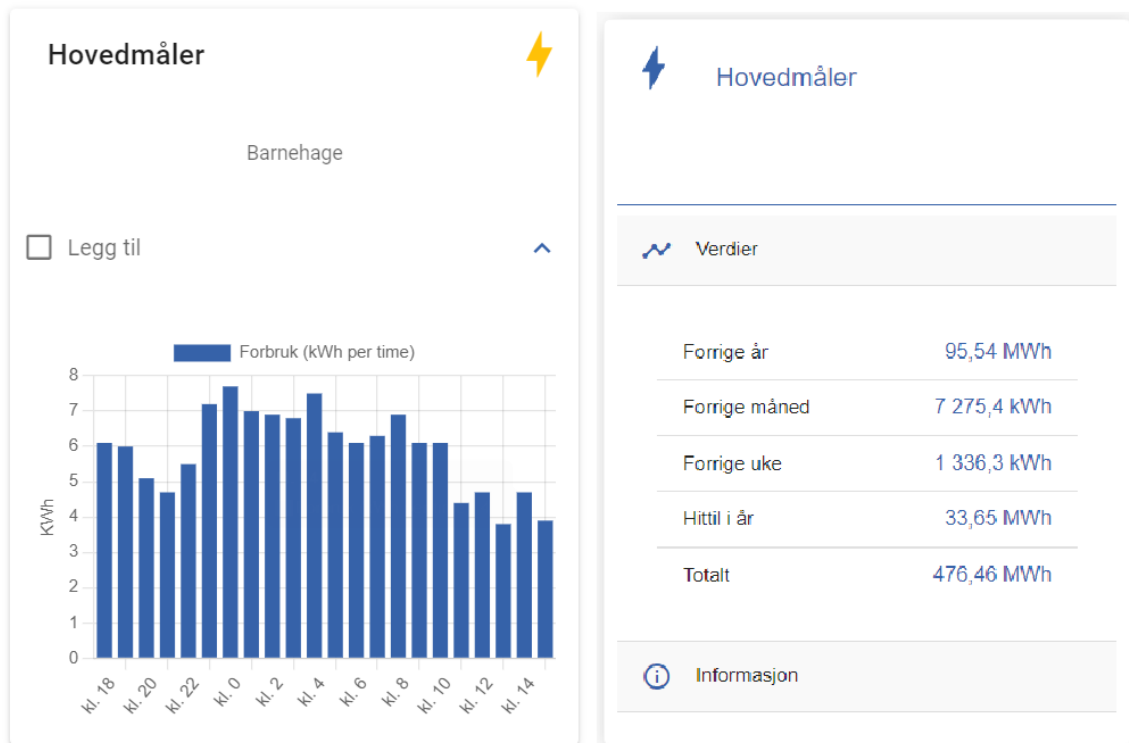 Hovedmåler
Barnehage
Legg til
Forbruk (kWh per time)
8
7
6
5
4
3
2
1
0
KWh
kl. 18
kl. 20
kl. 22
kl. 0
kl. 2
kl. 4
kl. 6
kl. 8
kl. 10
kl. 12
kl. 14
Hovedmåler
Verdier
Forrige år 95,54 MWh
Forrige måned 7 275,4 kWh
Forrige uke 1 336,3 kWh
Hittil i år 33,65 MWh
Totalt 476,46 MWh
Informasjon